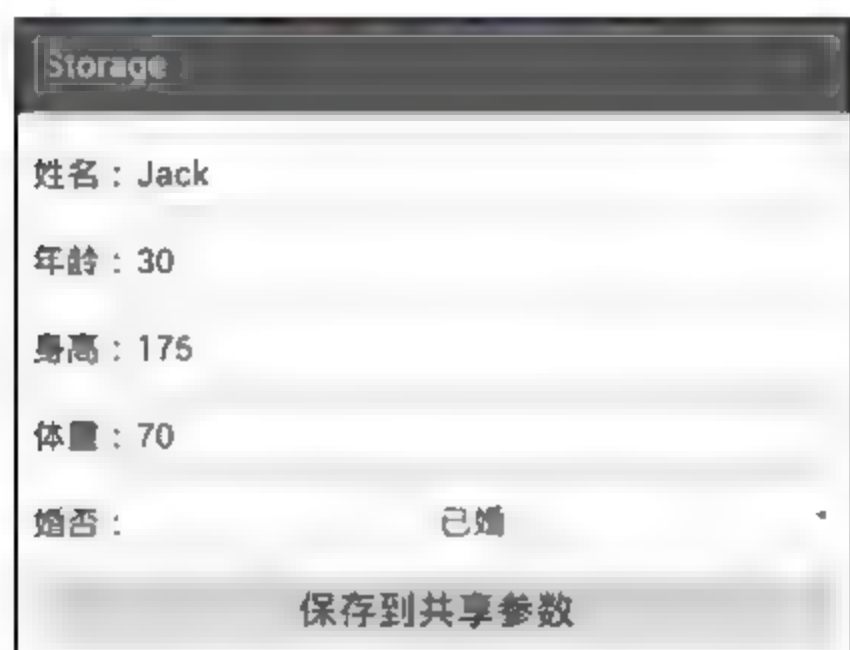 Storage
姓名：Jack
年龄：30
身高：175
体重：70
婚否： 已婚
保存到共享参数